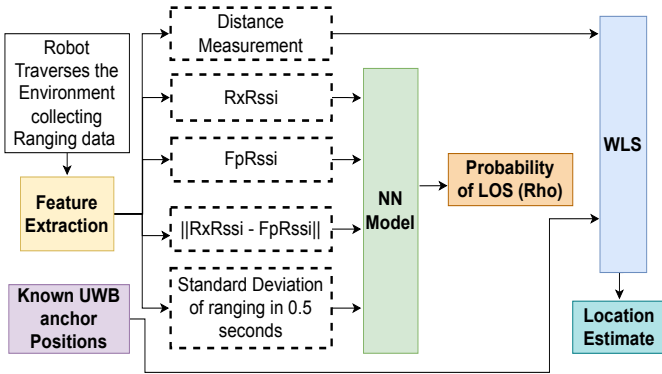 Robot
Traverses the
Environment
collecting
Ranging data
Feature
Extraction
Known UWB
anchor
Positions
Distance
Measurement
RxRssi
FpRssi
||RxRssi - FpRssi||
Standard Deviation
of ranging in 0.5
seconds
NN
Model
Probability
of LOS (Rho)
WLS
Location
Estimate